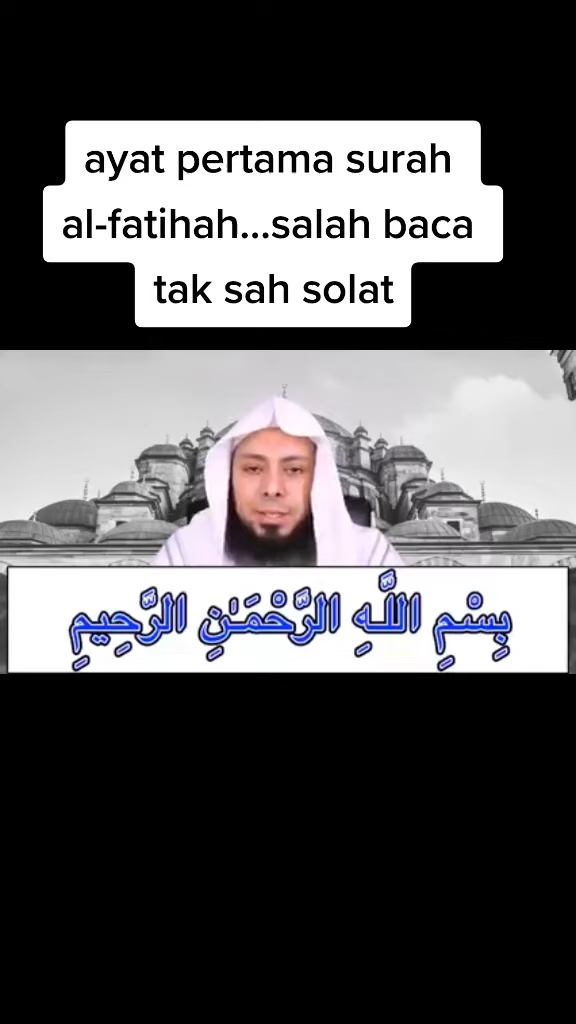 ayat pertama surah
al-fatihah...salah baca
tak sah solat
بِسْمِ اللَّهِ الرَّحْمَٰنِ الرَّحِيمِ